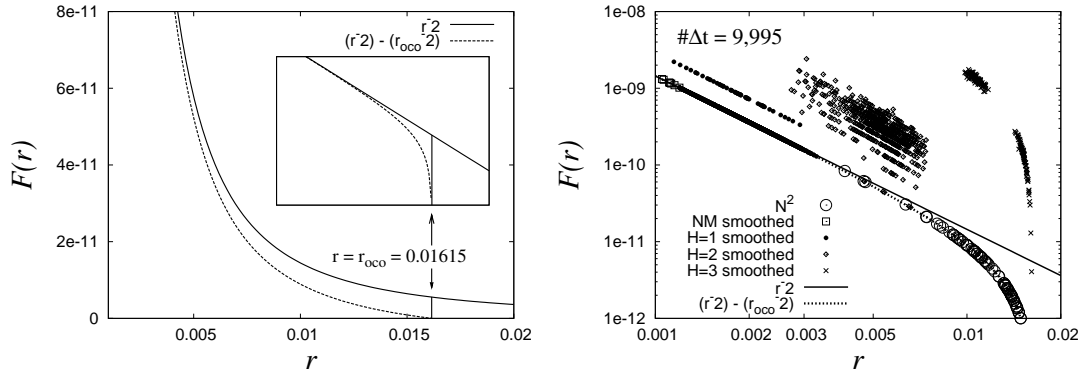 8e-11
6e-11
4e-11
2e-11
0
F(r)
0.005
0.01
0.015
0.02
r
r^-2
(r^-2) - (r_oco^-2)
r = r_oco = 0.01615
1e-08
1e-09
1e-10
1e-11
1e-12
F(r)
#Δt = 9,995
N^2
NM smoothed
H=1 smoothed
H=2 smoothed
H=3 smoothed
r^-2
(r^-2) - (r_oco^-2)
0.001
0.003
0.005
0.01
0.02
r